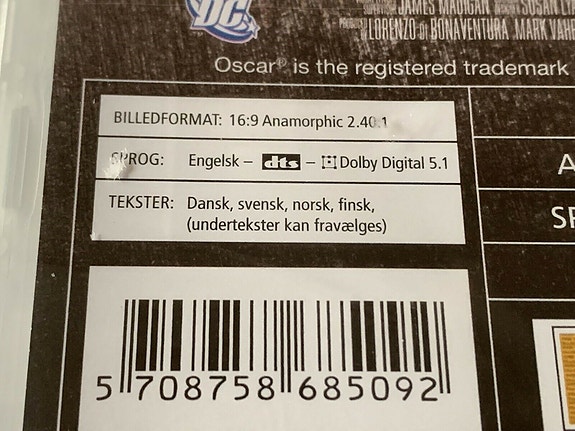 DC
JAMES MADIGAN
SUSAN
LORENZO DI BONAVENTURA, MARK
Oscar® is the registered trademark
BILLEDFORMAT: 16:9 Anamorphic 2.40:1
SPROG: Engelsk – dts – Dolby Digital 5.1
TEKSTER: Dansk, svensk, norsk, finsk,
(undertekster kan fravælges)
5 708758 685092